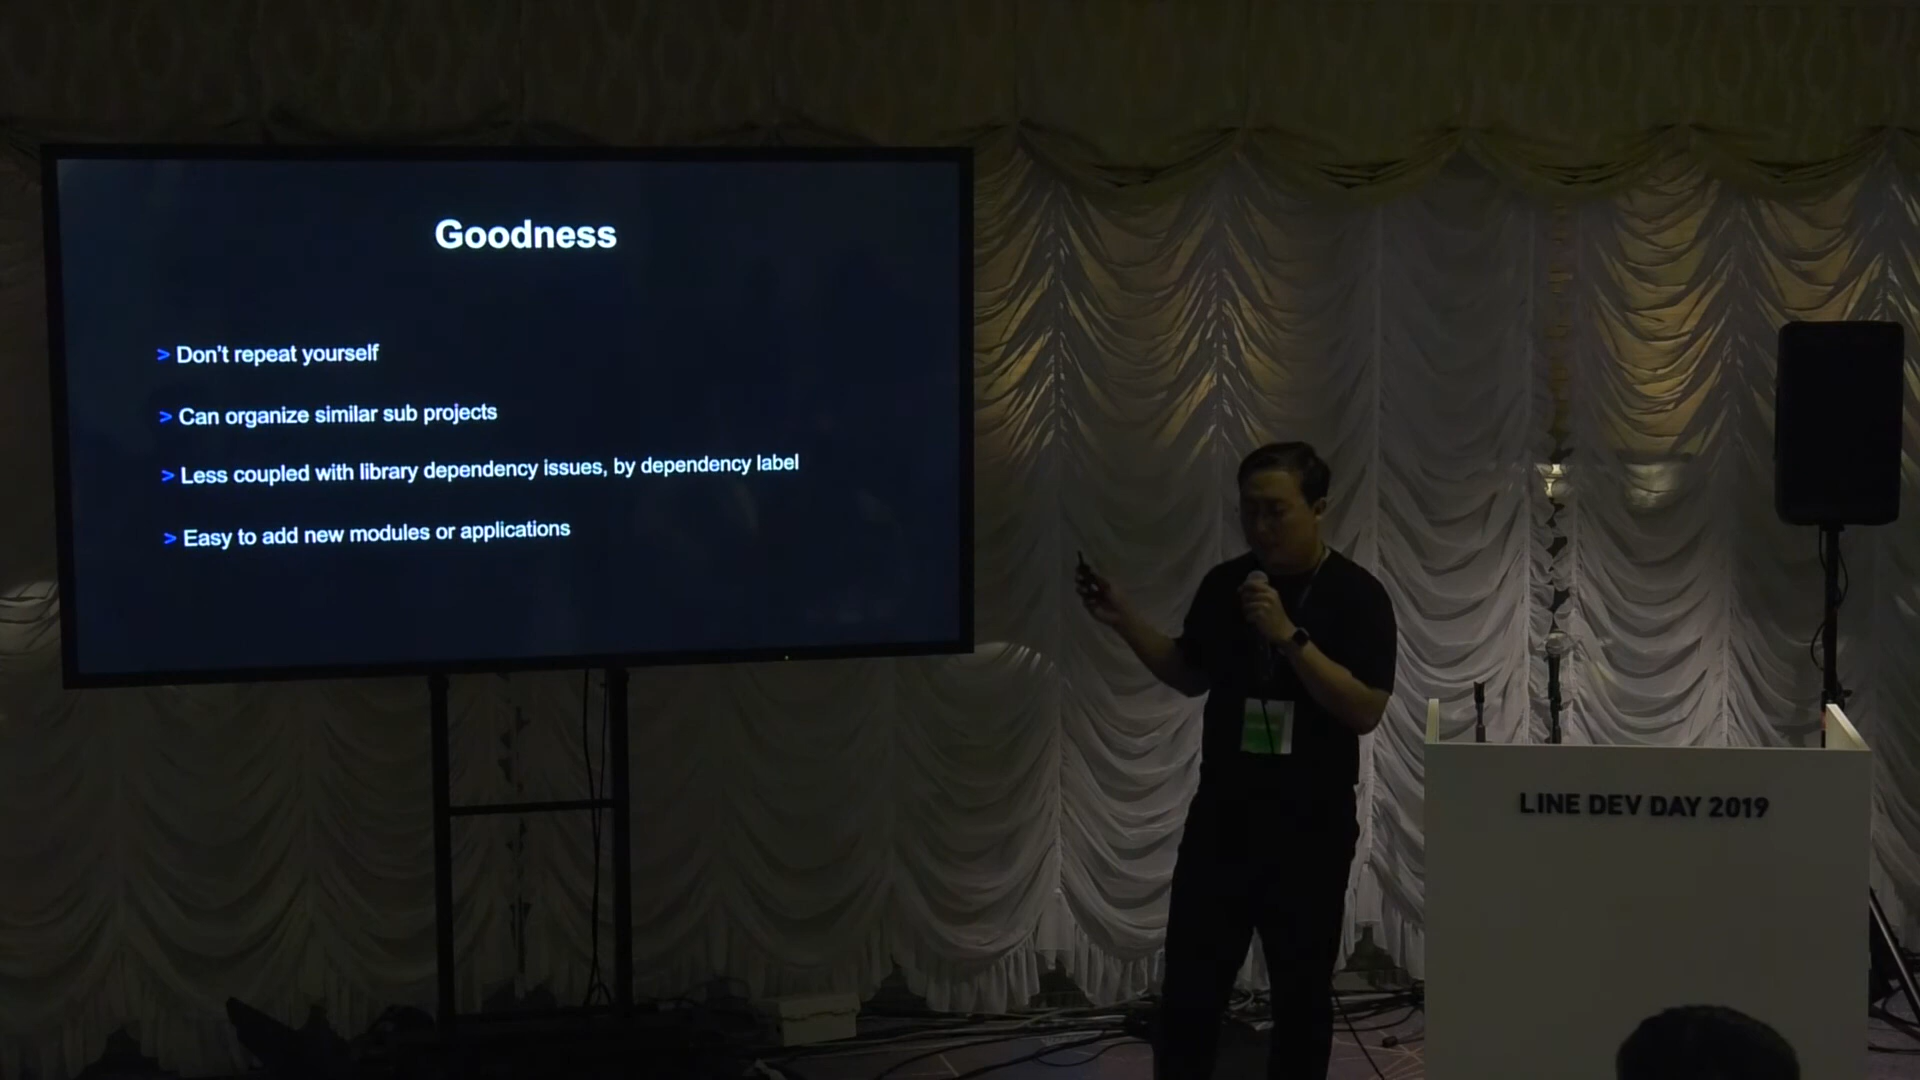 Goodness
> Don't repeat yourself
> Can organize similar sub projects
> Less coupled with library dependency issues, by dependency label
> Easy to add new modules or applications
LINE DEV DAY 2019